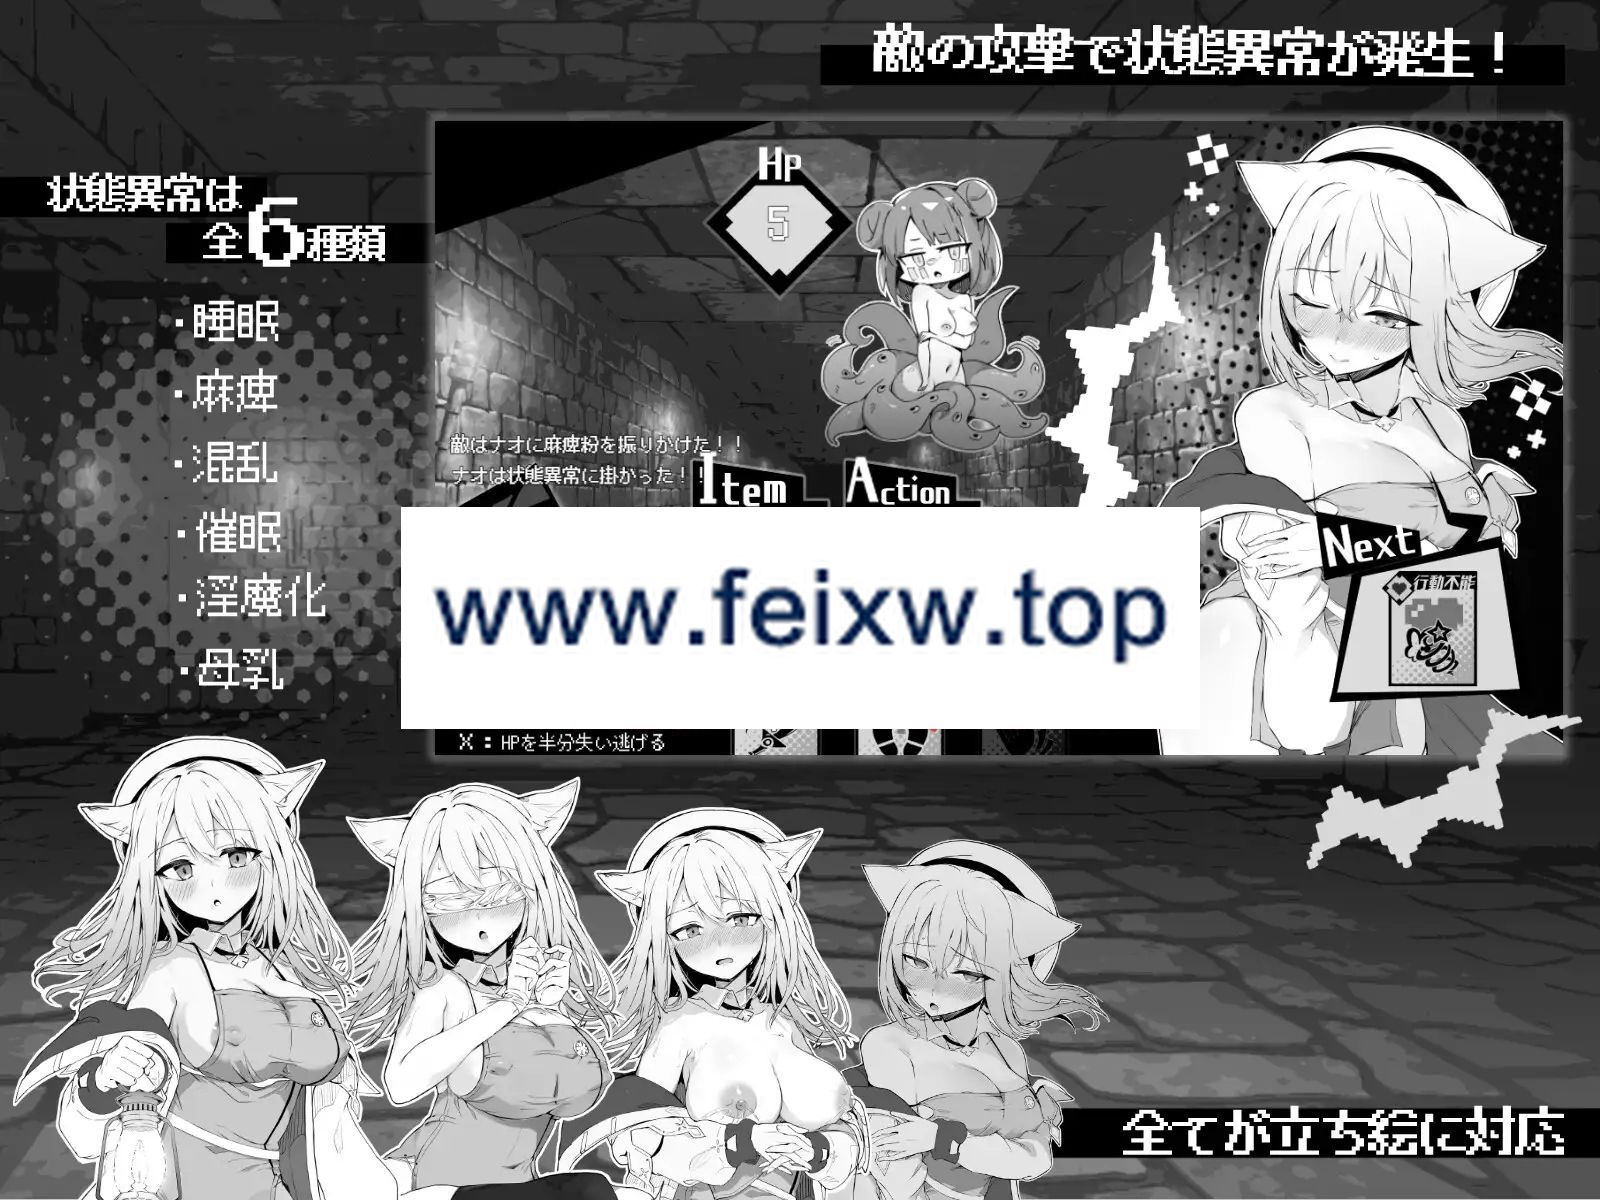 敵の攻撃で状態異常が発生！
状態異常は
全6種類
・睡眠
・麻痺
・混乱
・催眠
・淫魔化
・母乳
Hp
5
敵はナオに麻痺粉を振りかけた！！
ナオは状態異常に掛かった！！
Item
Action
Next
行動不能
www.feixw.top
X：HPを半分失い逃げる
全てが立ち絵に対応